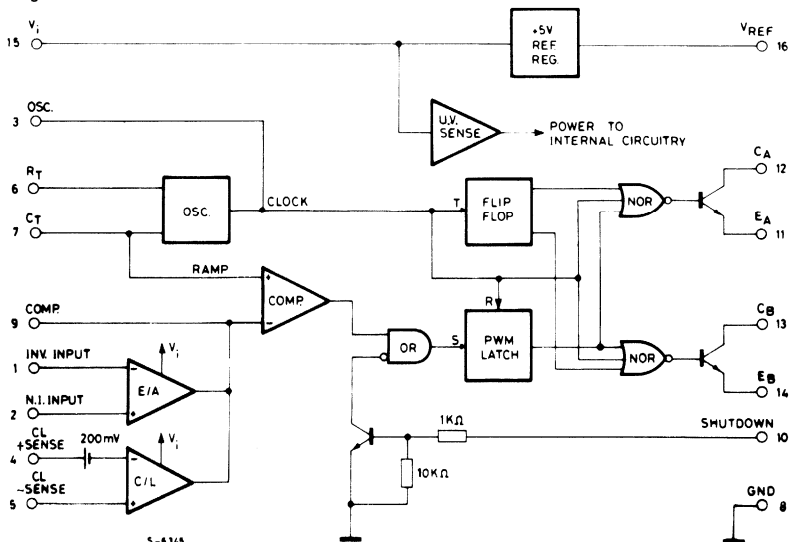 Vi
15
+5V
REF.
REG.
VREF
16
OSC.
3
U.V.
SENSE
POWER TO
INTERNAL CIRCUITRY
RT
6
CT
7
OSC.
CLOCK
T
FLIP
FLOP
NOR
CA
12
EA
11
RAMP
+
-
COMP.
COMP.
9
OR
S
R
PWM
LATCH
NOR
CB
13
EB
14
INV. INPUT
1
-
E/A
Vi
N.I. INPUT
2
+
CL
+SENSE
4
200mV
-
C/L
Vi
CL
~SENSE
5
+
1KΩ
10KΩ
SHUTDOWN
10
GND
8
S-6345